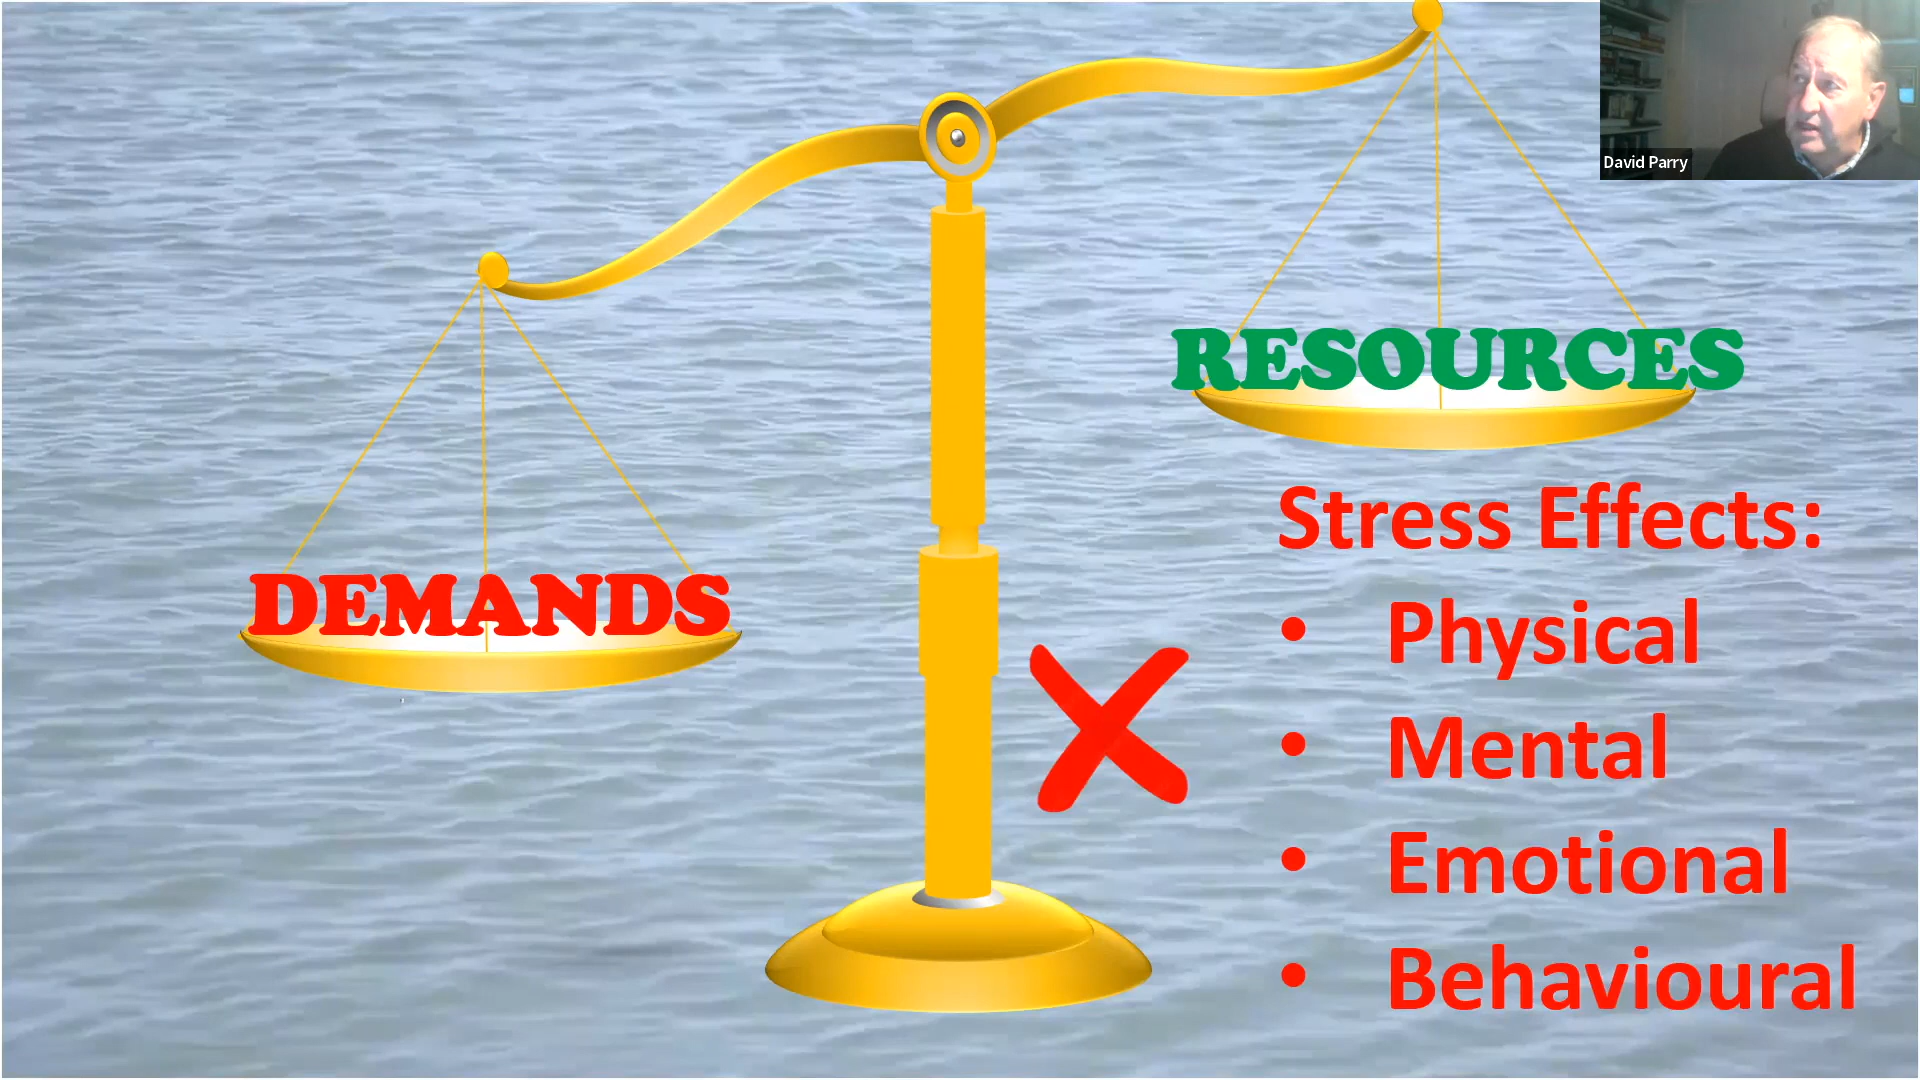 David Parry
RESOURCES
DEMANDS
Stress Effects:
• Physical
• Mental
• Emotional
• Behavioural